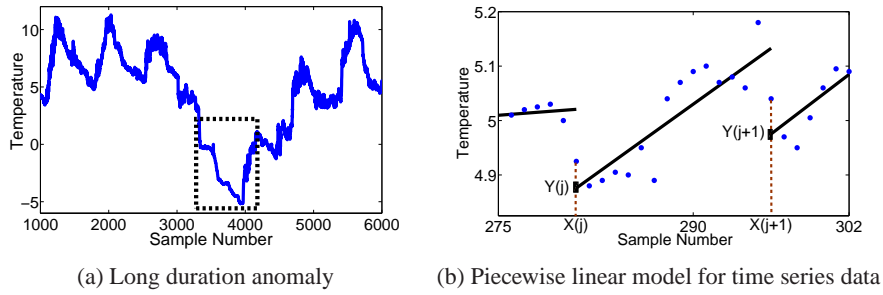 10
5
0
−5
Temperature
1000 2000 3000 4000 5000 6000
Sample Number
(a) Long duration anomaly
5.2
5.1
5
4.9
Temperature
Y(j)
Y(j+1)
275 290 302
X(j) X(j+1)
Sample Number
(b) Piecewise linear model for time series data